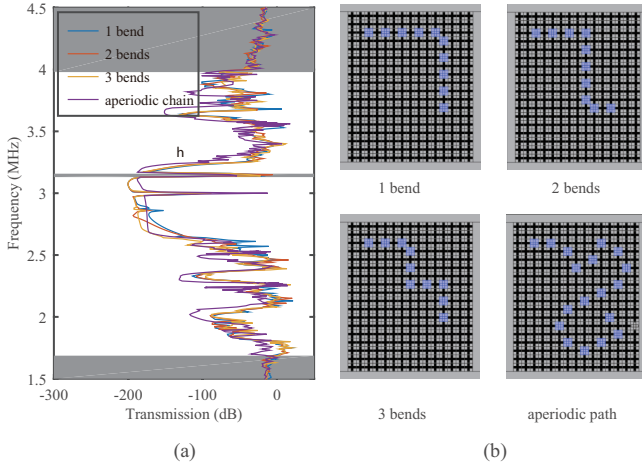 4.5
4
3.5
3
2.5
2
1.5
Frequency (MHz)
1 bend
2 bends
3 bends
aperiodic chain
h
-300
-200
-100
0
Transmission (dB)
(a)
1 bend
2 bends
3 bends
aperiodic path
(b)